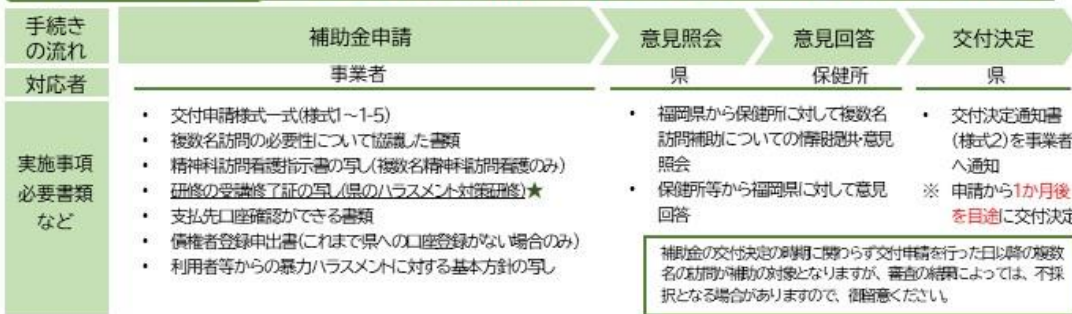 手続き
の流れ
補助金申請
意見照会
意見回答
交付決定
対応者
事業者
県
保健所
県
実施事項
必要書類
など
・ 交付申請様式一式(様式1～1-5)
・ 複数名訪問の必要性について協議した書類
・ 精神科訪問看護指示書の写し(複数名精神科訪問看護のみ)
・ 研修の受講修了証の写し(県のハラスメント対策研修)★
・ 支払先口座確認ができる書類
・ 債権者登録申出書(これまで県への口座登録がない場合のみ)
・ 利用者等からの暴力ハラスメントに対する基本方針の写し
・ 福岡県から保健所に対して複数名
訪問補助についての情報提供・意見
照会
・ 保健所等から福岡県に対して意見
回答
・ 交付決定通知書
(様式2)を事業者
へ通知
※ 申請から1か月後
を目途に交付決定
補助金の交付決定の時期に関わらず交付申請を行った日以降の複数
名の訪問が補助の対象となりますが、審査の結果によっては、不採
択となる場合がありますので、御留意ください。